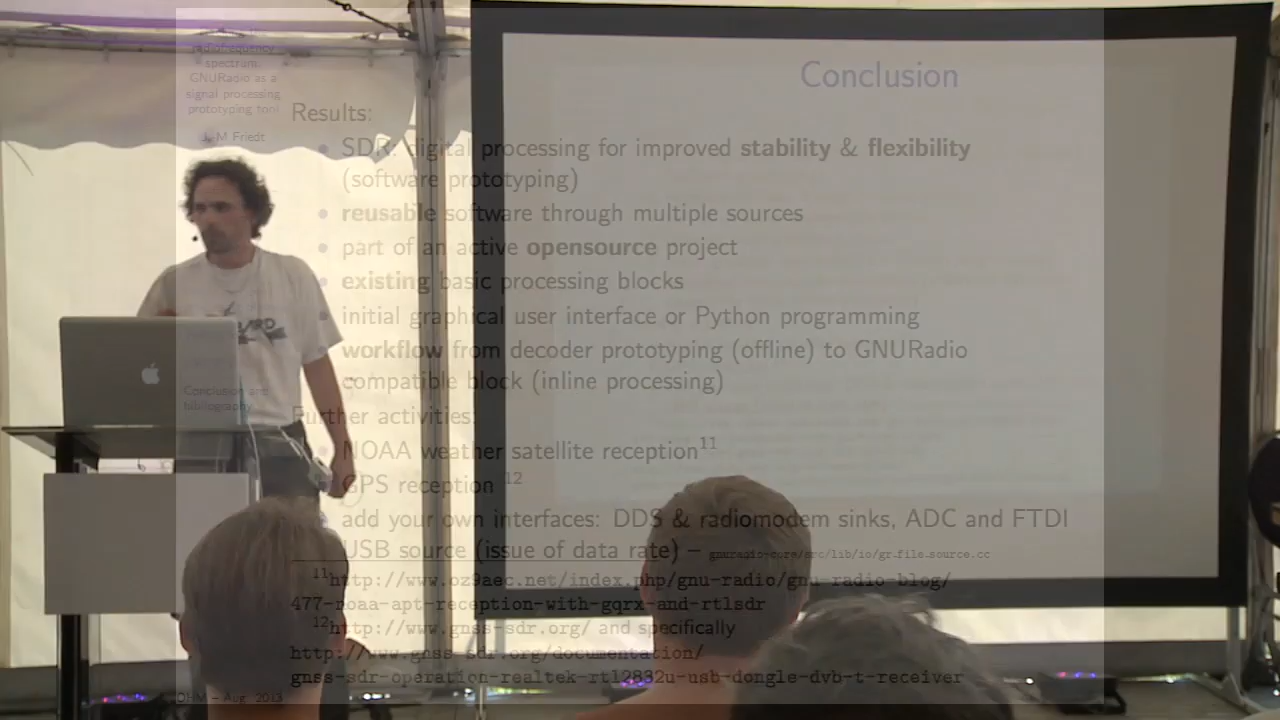 radiofrequency
spectrum:
GNURadio as a
signal processing
prototyping tool
J.-M Friedt
Conclusion and
bibliography
OHM – Aug. 2013
Conclusion
Results:
• SDR: digital processing for improved stability & flexibility
(software prototyping)
• reusable software through multiple sources
• part of an active opensource project
• existing basic processing blocks
• initial graphical user interface or Python programming
• workflow from decoder prototyping (offline) to GNURadio
compatible block (inline processing)
Further activities:
• NOAA weather satellite reception11
• GPS reception 12
• add your own interfaces: DDS & radiomodem sinks, ADC and FTDI
USB source (issue of data rate) – gnuradio-core/src/lib/io/gr-file-source.cc
11http://www.oz9aec.net/index.php/gnu-radio/gnu-radio-blog/
477-noaa-apt-reception-with-gqrx-and-rtlsdr
12http://www.gnss-sdr.org/ and specifically
http://www.gnss-sdr.org/documentation/
gnss-sdr-operation-realtek-rtl2832u-usb-dongle-dvb-t-receiver